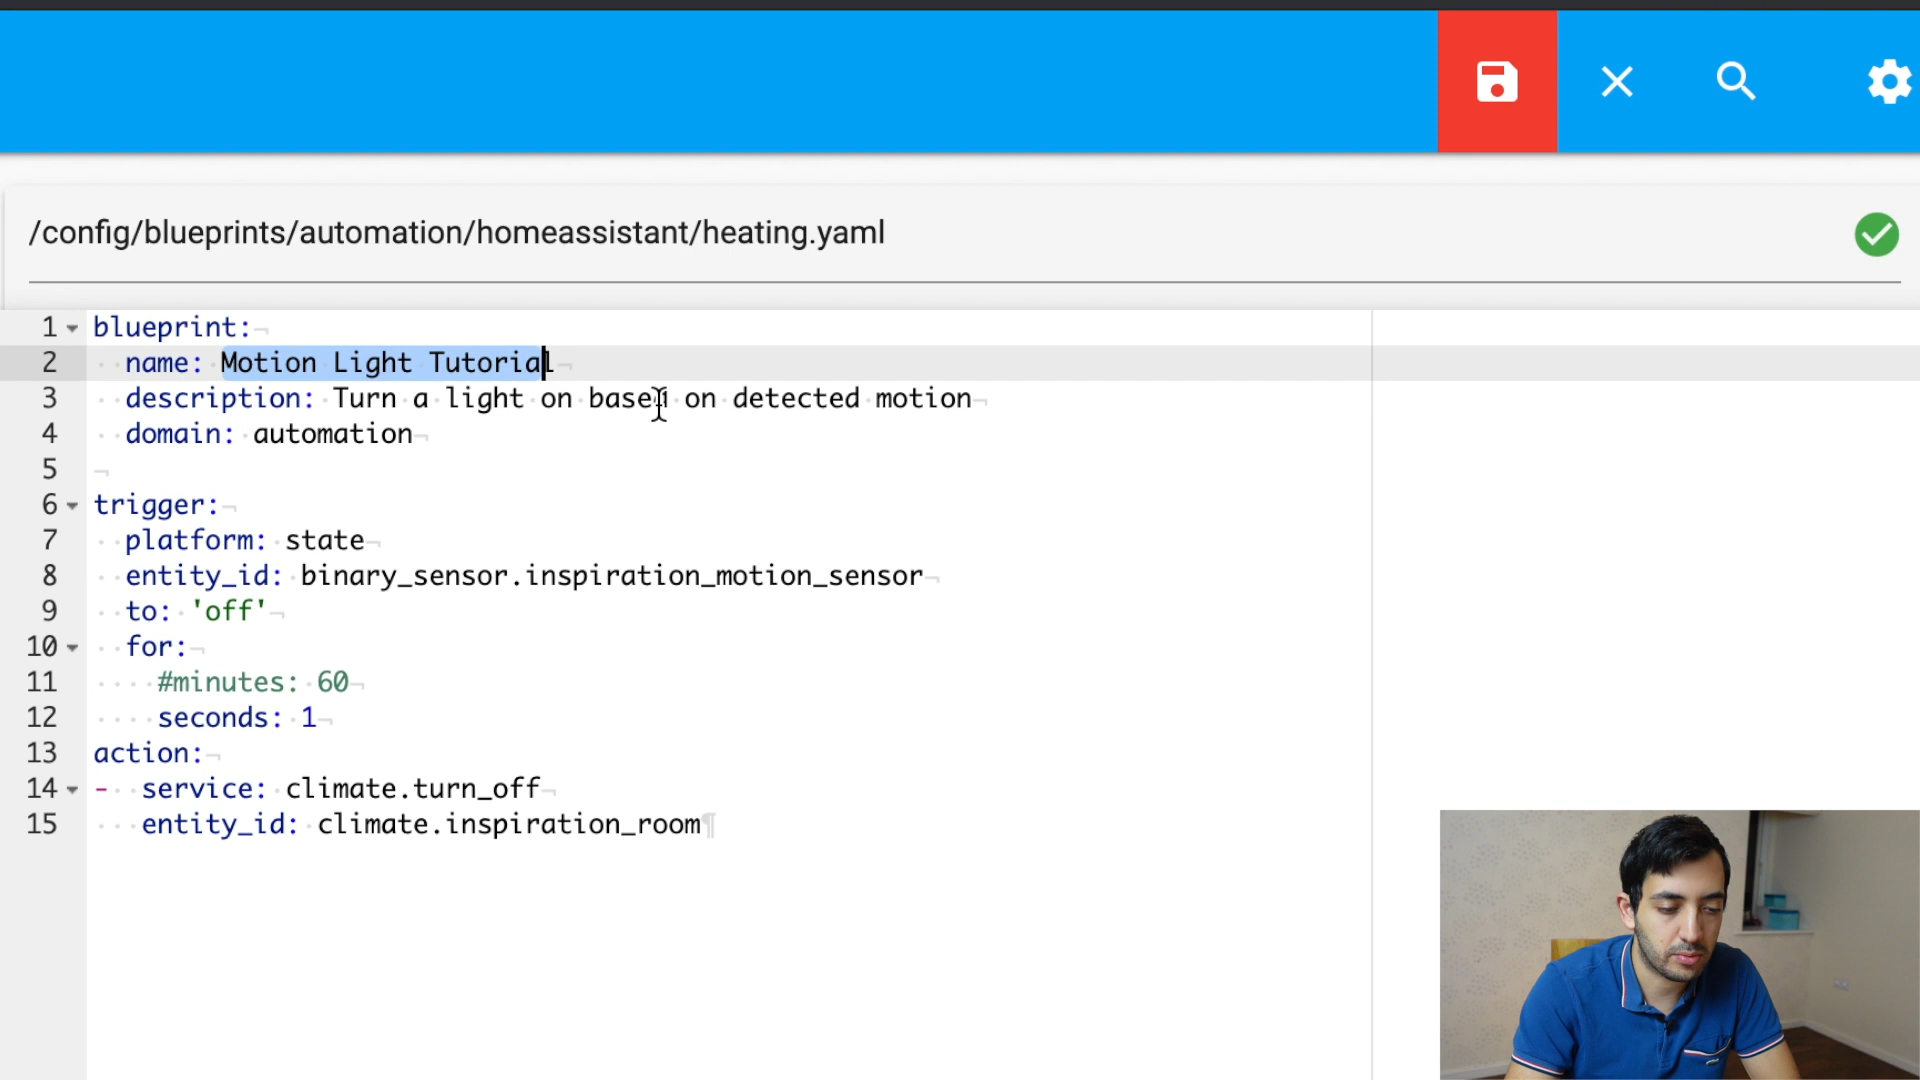 /config/blueprints/automation/homeassistant/heating.yaml
1 blueprint:
2 name: Motion Light Tutorial
3 description: Turn a light on based on detected motion
4 domain: automation
5
6 trigger:
7 platform: state
8 entity_id: binary_sensor.inspiration_motion_sensor
9 to: 'off'
10 for:
11 #minutes: 60
12 seconds: 1
13 action:
14 - service: climate.turn_off
15 entity_id: climate.inspiration_room